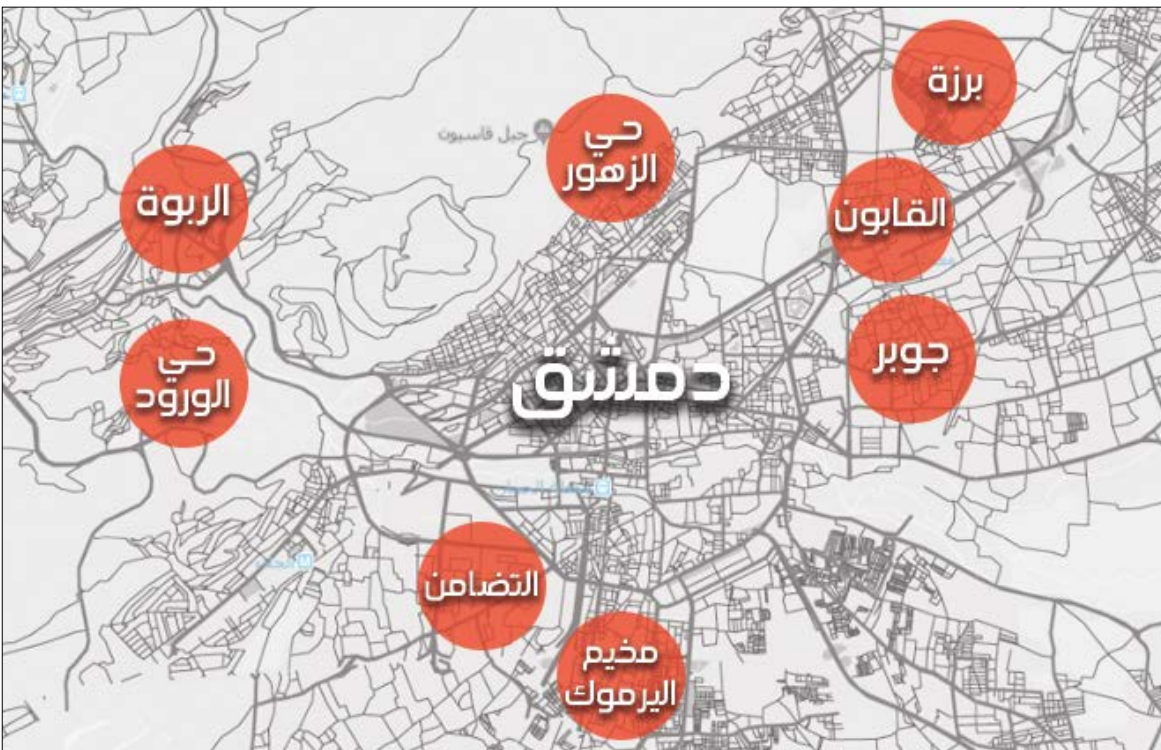 برزة
حي
الزهور
جبل قاسيون
القابون
الربوة
جوبر
حي
الورود
دمشق
التضامن
مخيم
اليرموك